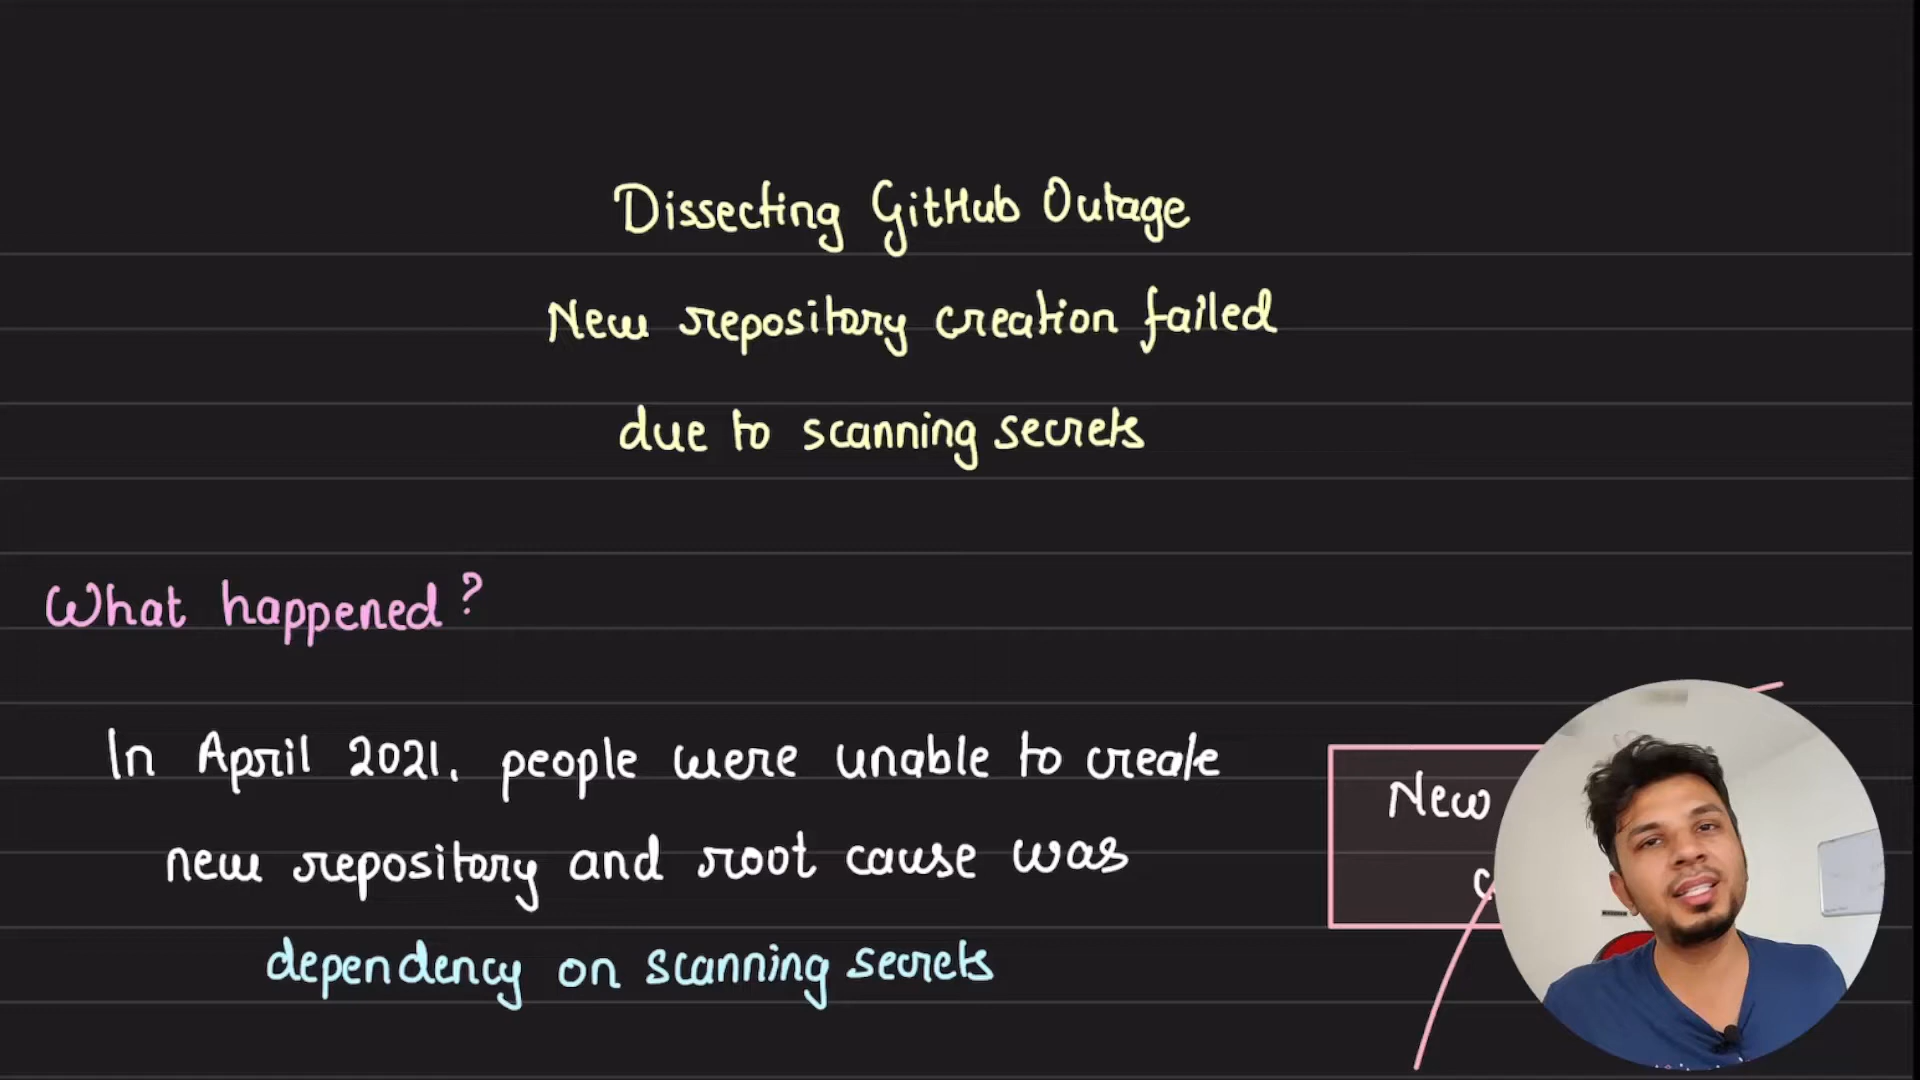 Dissecting GitHub Outage
New repository creation failed
due to scanning secrets
What happened?
In April 2021, people were unable to create
new repository and root cause was
dependency on scanning secrets
New